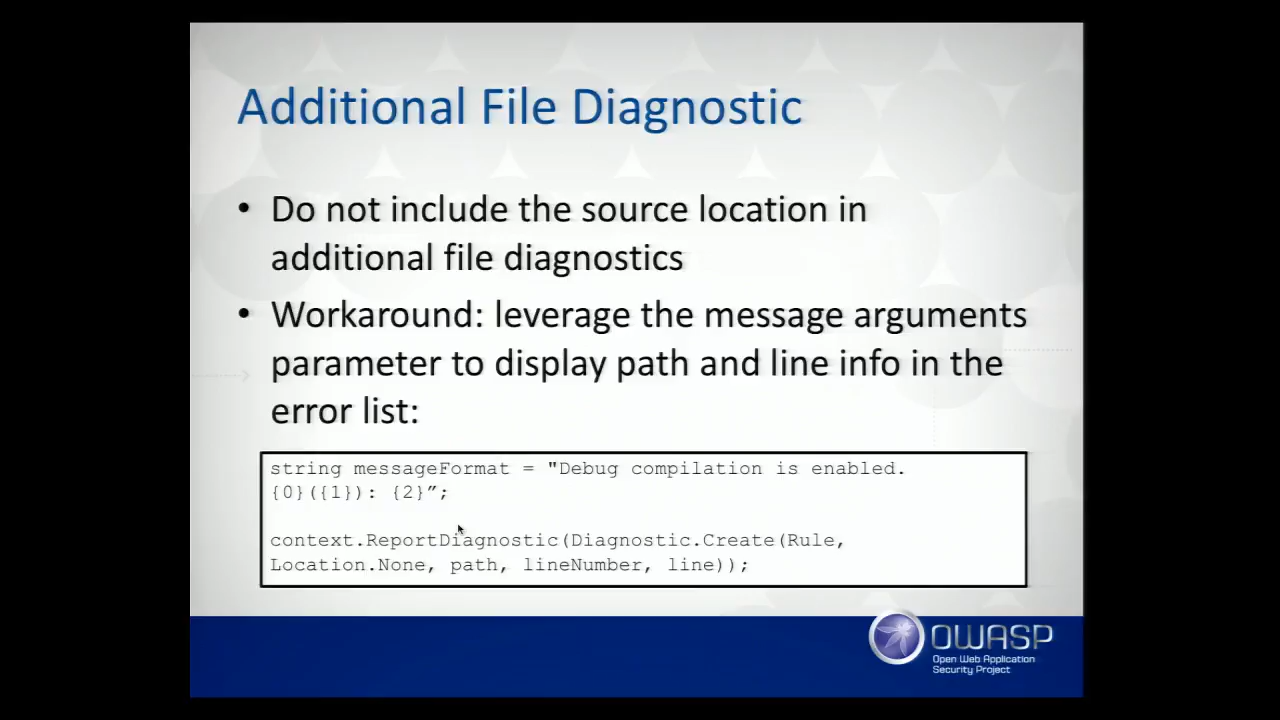 Additional File Diagnostic
• Do not include the source location in
additional file diagnostics
• Workaround: leverage the message arguments
parameter to display path and line info in the
error list:
string messageFormat = "Debug compilation is enabled.
{0}({1}): {2}”;
context.ReportDiagnostic(Diagnostic.Create(Rule,
Location.None, path, lineNumber, line));
OWASP
Open Web Application
Security Project